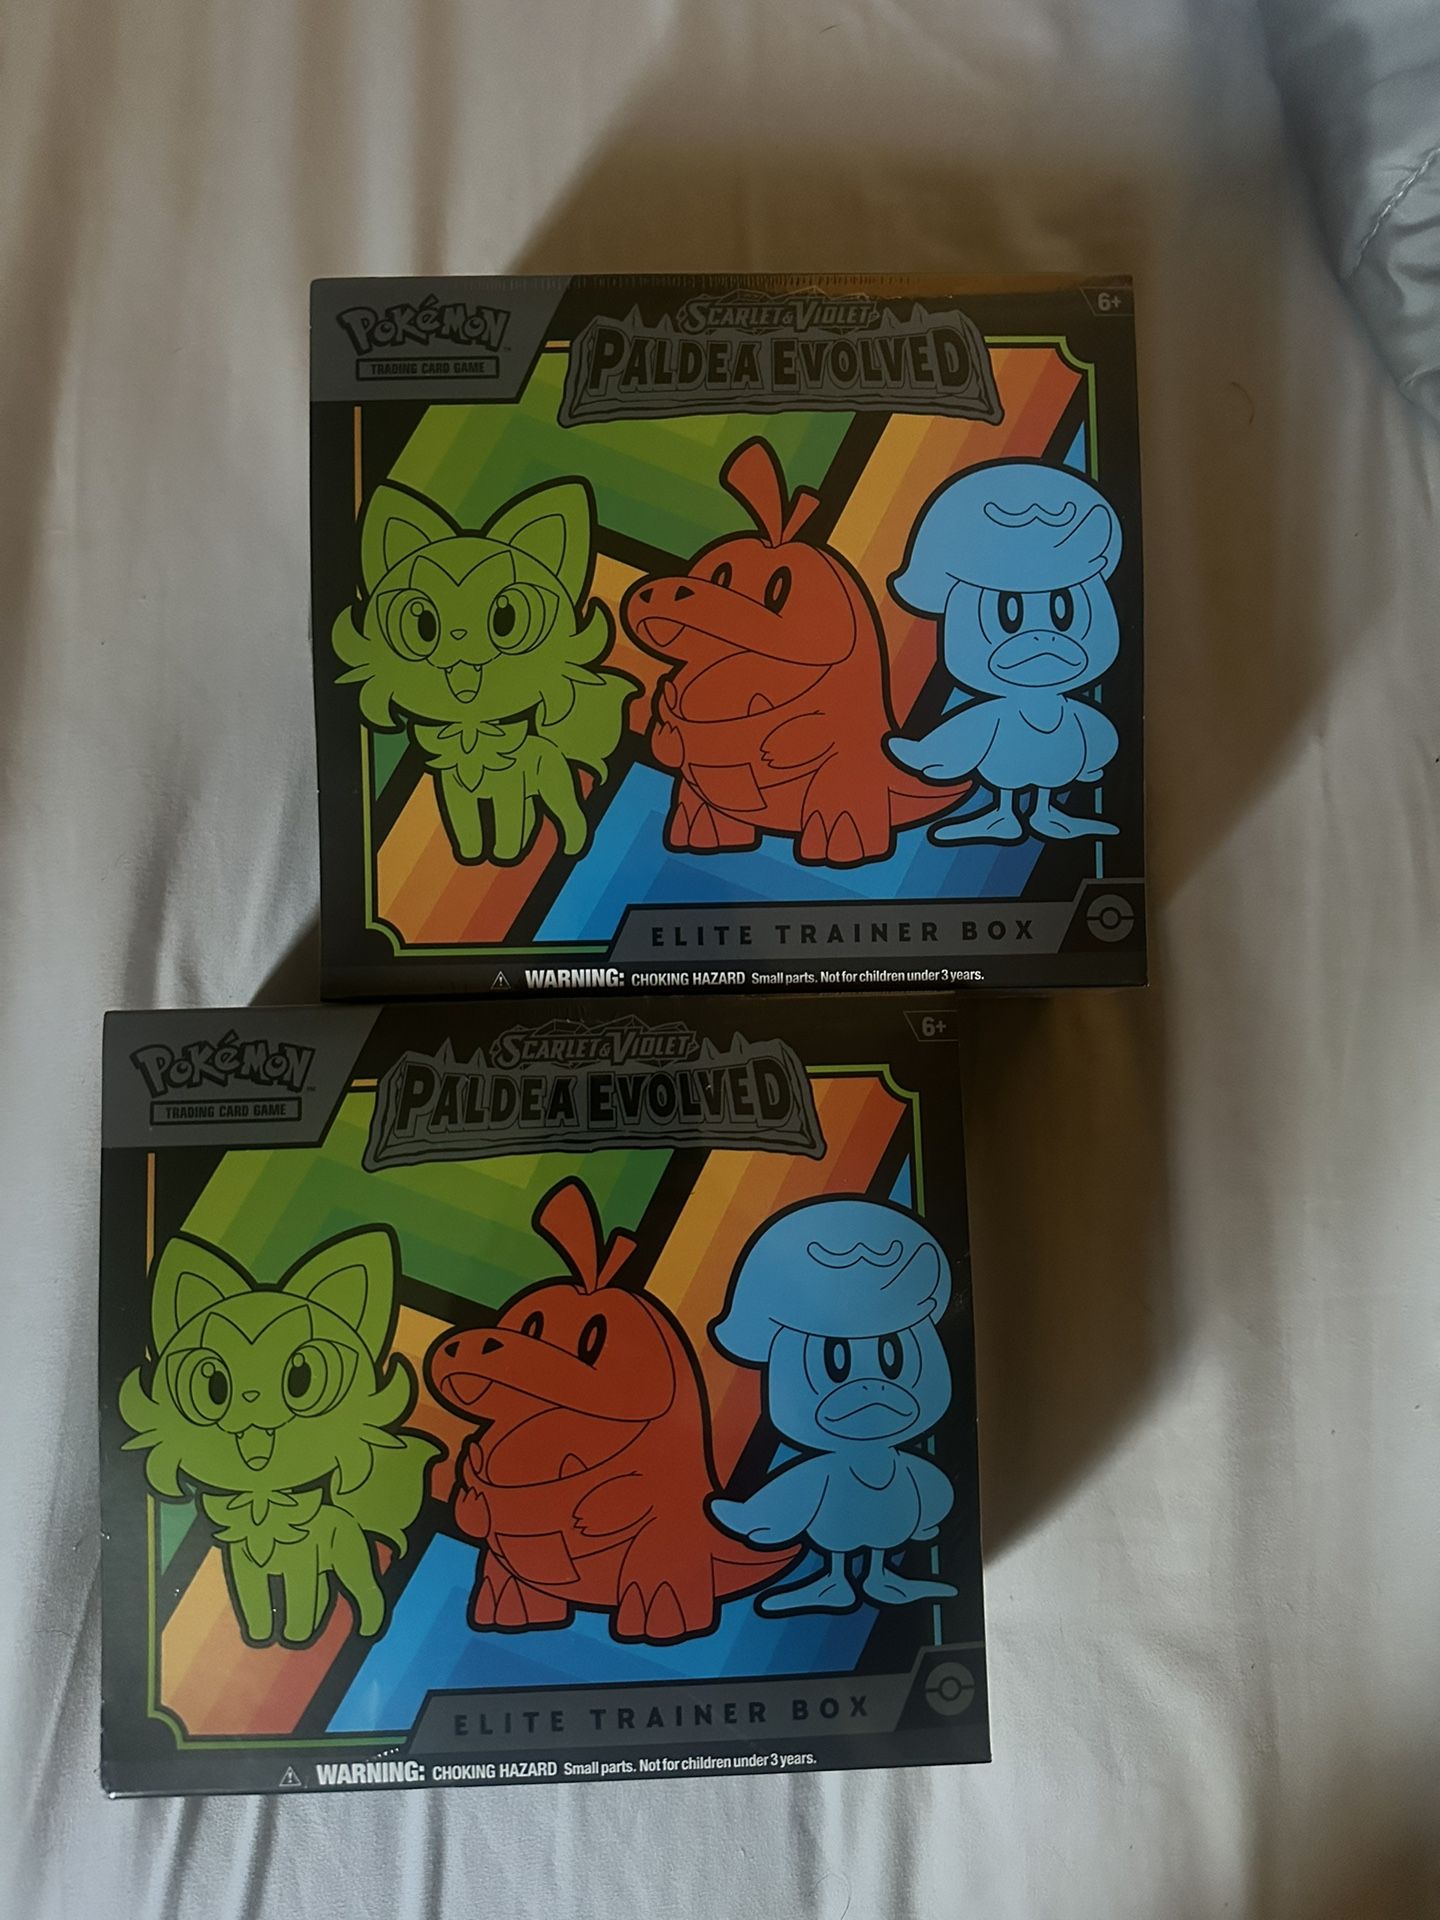 POKéMON
TRADING CARD GAME
SCARLET & VIOLET
PALDEA EVOLVED
6+
ELITE TRAINER BOX
WARNING: CHOKING HAZARD Small parts. Not for children under 3 years.
POKéMON
TRADING CARD GAME
SCARLET & VIOLET
PALDEA EVOLVED
6+
ELITE TRAINER BOX
WARNING: CHOKING HAZARD Small parts. Not for children under 3 years.